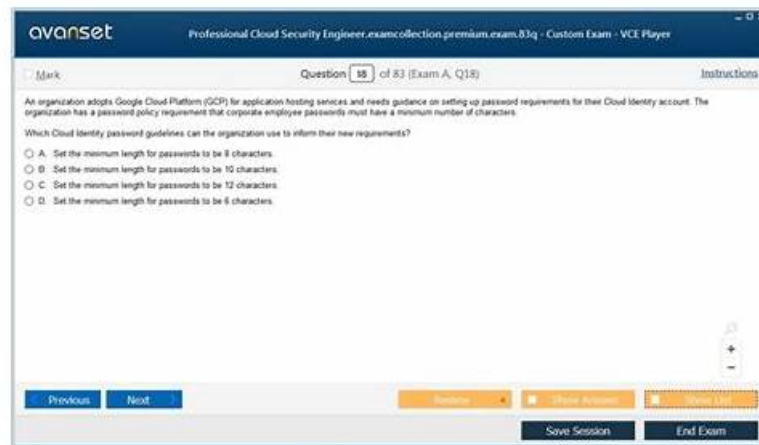 avanset
Professional Cloud Security Engineer.examcollection.premium.exam.83q - Custom Exam - VCE Player
Mark
Question 18 of 83 (Exam A, Q18)
Instructions
An organization adopts Google Cloud Platform (GCP) for application hosting services and needs guidance on setting up password requirements for their Cloud Identity account. The
organization has a password policy requirement that corporate employee passwords must have a minimum number of characters.
Which Cloud Identity password guidelines can the organization use to inform their new requirements?
A. Set the minimum length for passwords to be 8 characters.
B. Set the minimum length for passwords to be 10 characters.
C. Set the minimum length for passwords to be 12 characters.
D. Set the minimum length for passwords to be 6 characters.
Previous
Next
Review
Show Answer
Show List
Save Session
End Exam